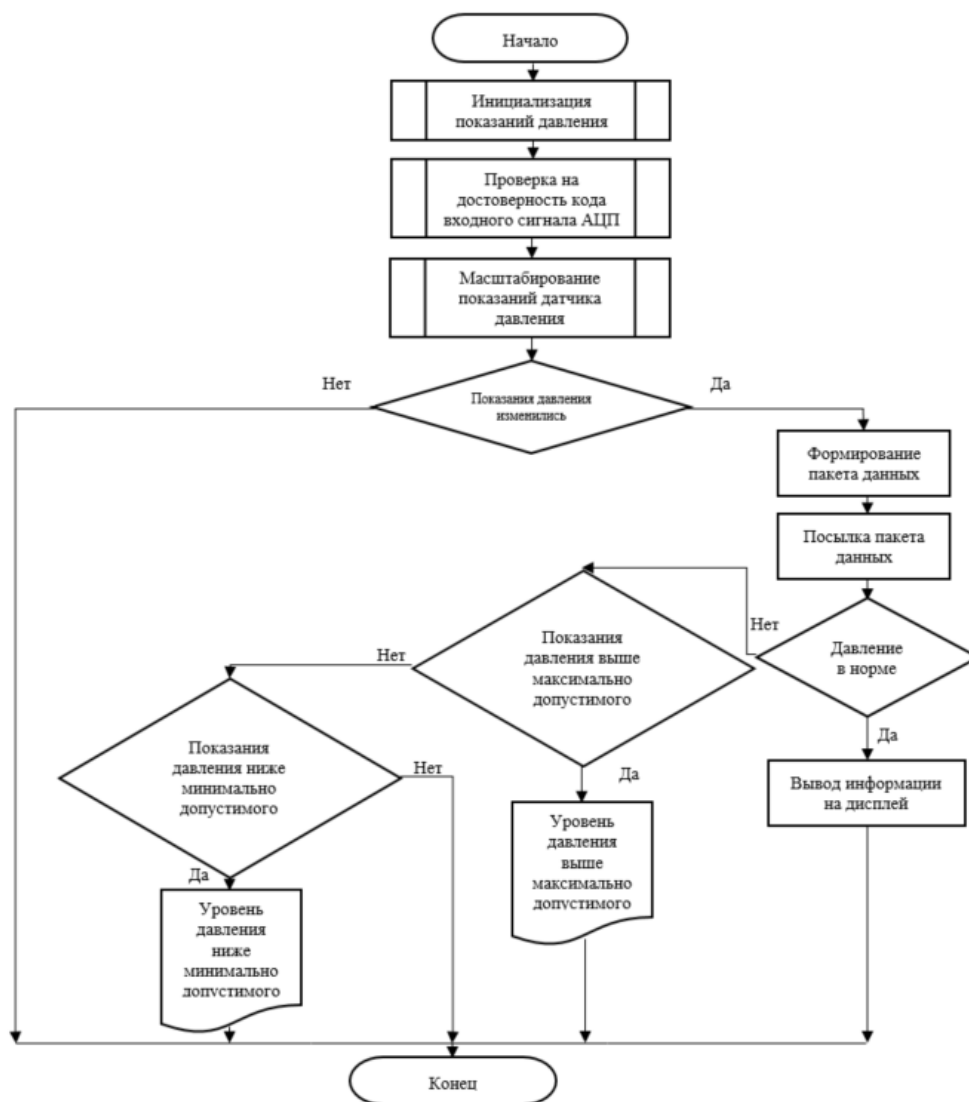 Начало
Инициализация
показаний давления
Проверка на
достоверность кода
входного сигнала АЦП
Масштабирование
показаний датчика
давления
Нет
Да
Показания давления
изменились
Формирование
пакета данных
Посылка пакета
данных
Нет
Давление
в норме
Показания
давления выше
максимально
допустимого
Нет
Да
Показания
давления ниже
минимально
допустимого
Нет
Да
Вывод информации
на дисплей
Уровень
давления
выше
максимально
допустимого
Да
Уровень
давления
ниже
минимально
допустимого
Конец